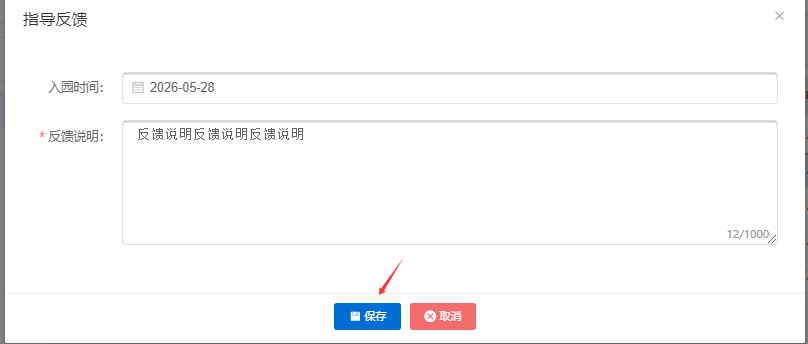 指导反馈
入园时间： 2026-05-28
* 反馈说明： 反馈说明反馈说明反馈说明
12/1000
保存 取消